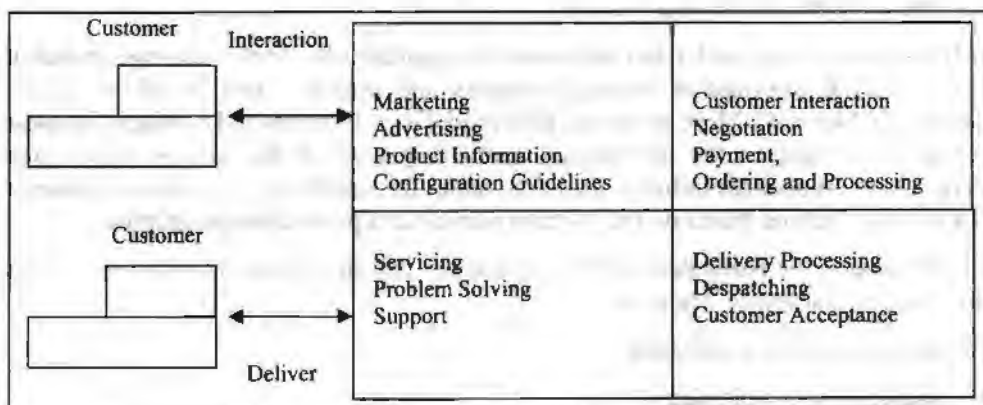 Customer
Interaction
Marketing
Advertising
Product Information
Configuration Guidelines
Customer Interaction
Negotiation
Payment,
Ordering and Processing
Customer
Deliver
Servicing
Problem Solving
Support
Delivery Processing
Despatching
Customer Acceptance